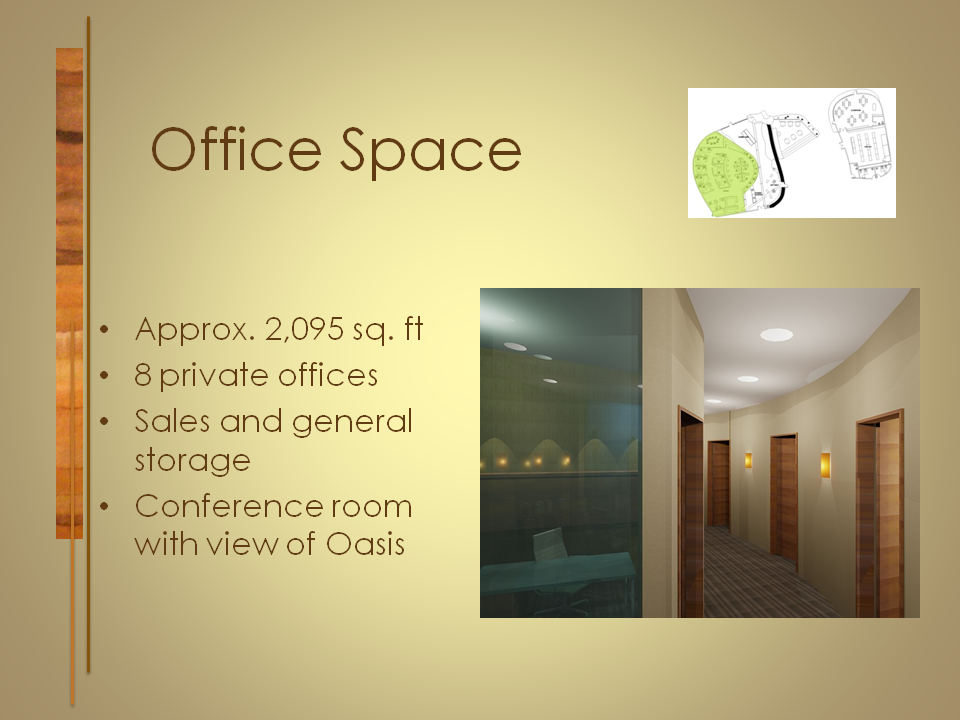 Office Space
• Approx. 2,095 sq. ft
• 8 private offices
• Sales and general
storage
• Conference room
with view of Oasis